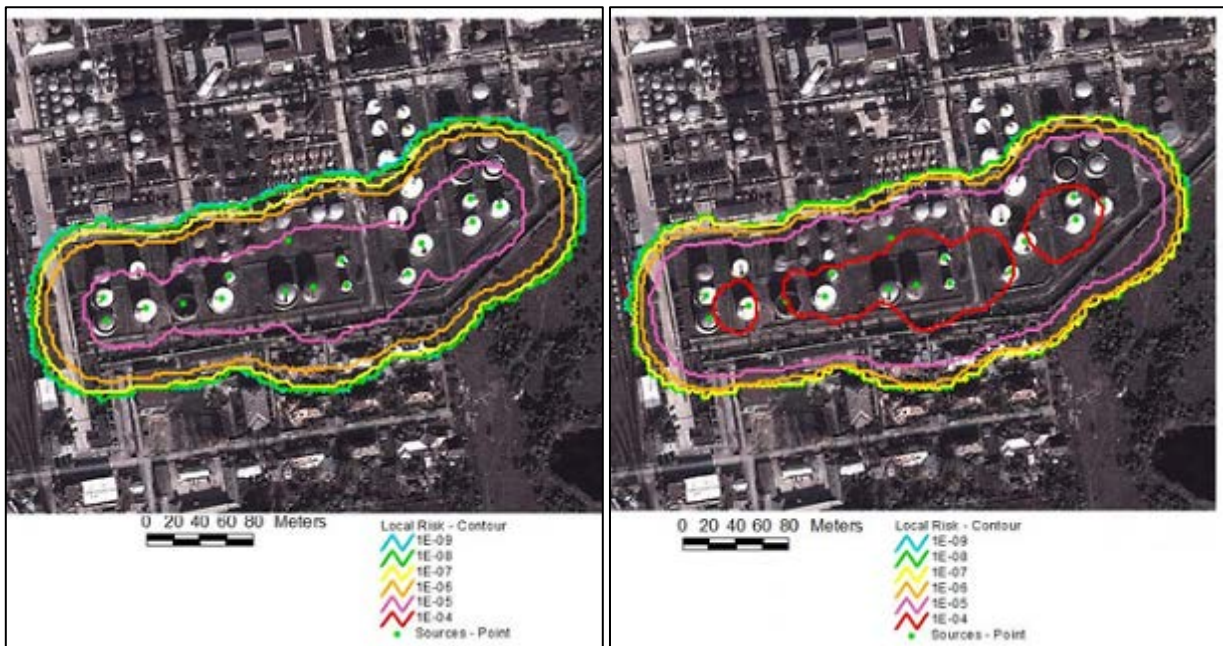 0 20 40 60 80 Meters
Local Risk - Contour
1E-09
1E-08
1E-07
1E-06
1E-05
1E-04
Sources - Point
0 20 40 60 80 Meters
Local Risk - Contour
1E-09
1E-08
1E-07
1E-06
1E-05
1E-04
Sources - Point